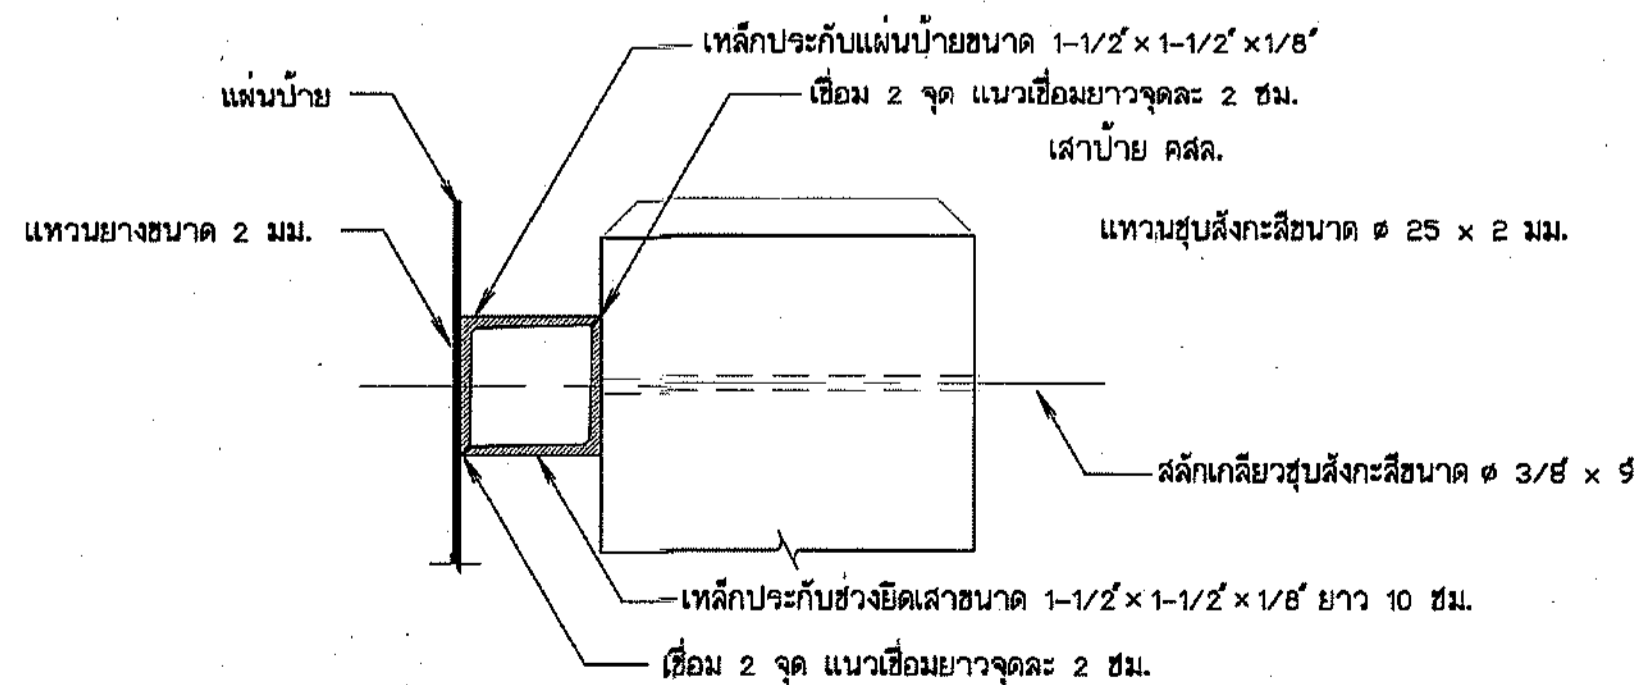 เหล็กประกับแผ่นป้ายขนาด 1-1/2" × 1-1/2" × 1/8"
แผ่นป้าย
เชื่อม 2 จุด แนวเชื่อมยาวจุดละ 2 ซม.
เสาป้าย คสล.
แหวนยางขนาด 2 มม.
แหวนชุบสังกะสีขนาด ø 25 x 2 มม.
สลักเกลียวชุบสังกะสีขนาด ø 3/8" x 9"
เหล็กประกับช่วงยึดเสาขนาด 1-1/2" × 1-1/2" × 1/8" ยาว 10 ซม.
เชื่อม 2 จุด แนวเชื่อมยาวจุดละ 2 ซม.